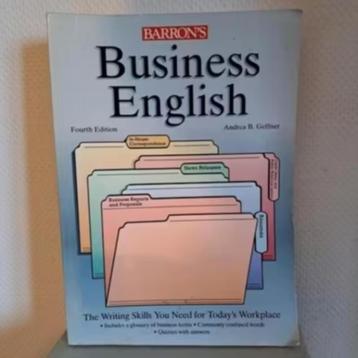 BARRON'S
Business
English
Fourth Edition
Andrea B. Geffner
In-House
Correspondence
News Releases
Business Reports
and Proposals
The Writing Skills You Need for Today's Workplace
• Includes a glossary of business terms • Commonly confused words
• Quizzes with answers